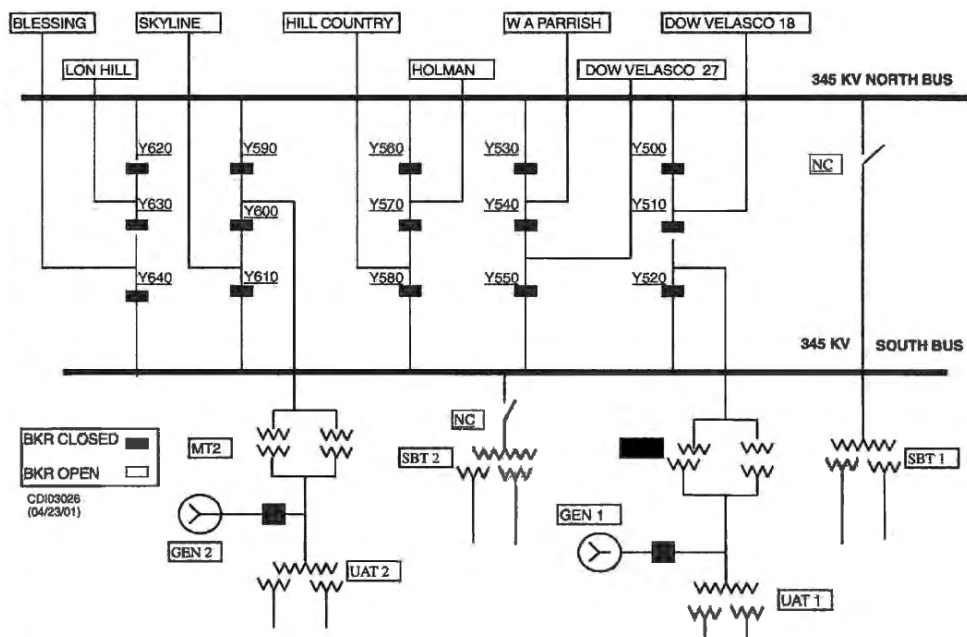 BLESSING
SKYLINE
HILL COUNTRY
W A PARRISH
DOW VELASCO 18
LON HILL
HOLMAN
DOW VELASCO 27
345 KV NORTH BUS
Y620
Y590
Y560
Y530
Y500
NC
Y630
Y600
Y570
Y540
Y510
Y640
Y610
Y580
Y550
Y520
345 KV SOUTH BUS
BKR CLOSED
BKR OPEN
CDI03026
(04/23/01)
MT2
NC
SBT 2
SBT 1
GEN 2
GEN 1
UAT 2
UAT 1